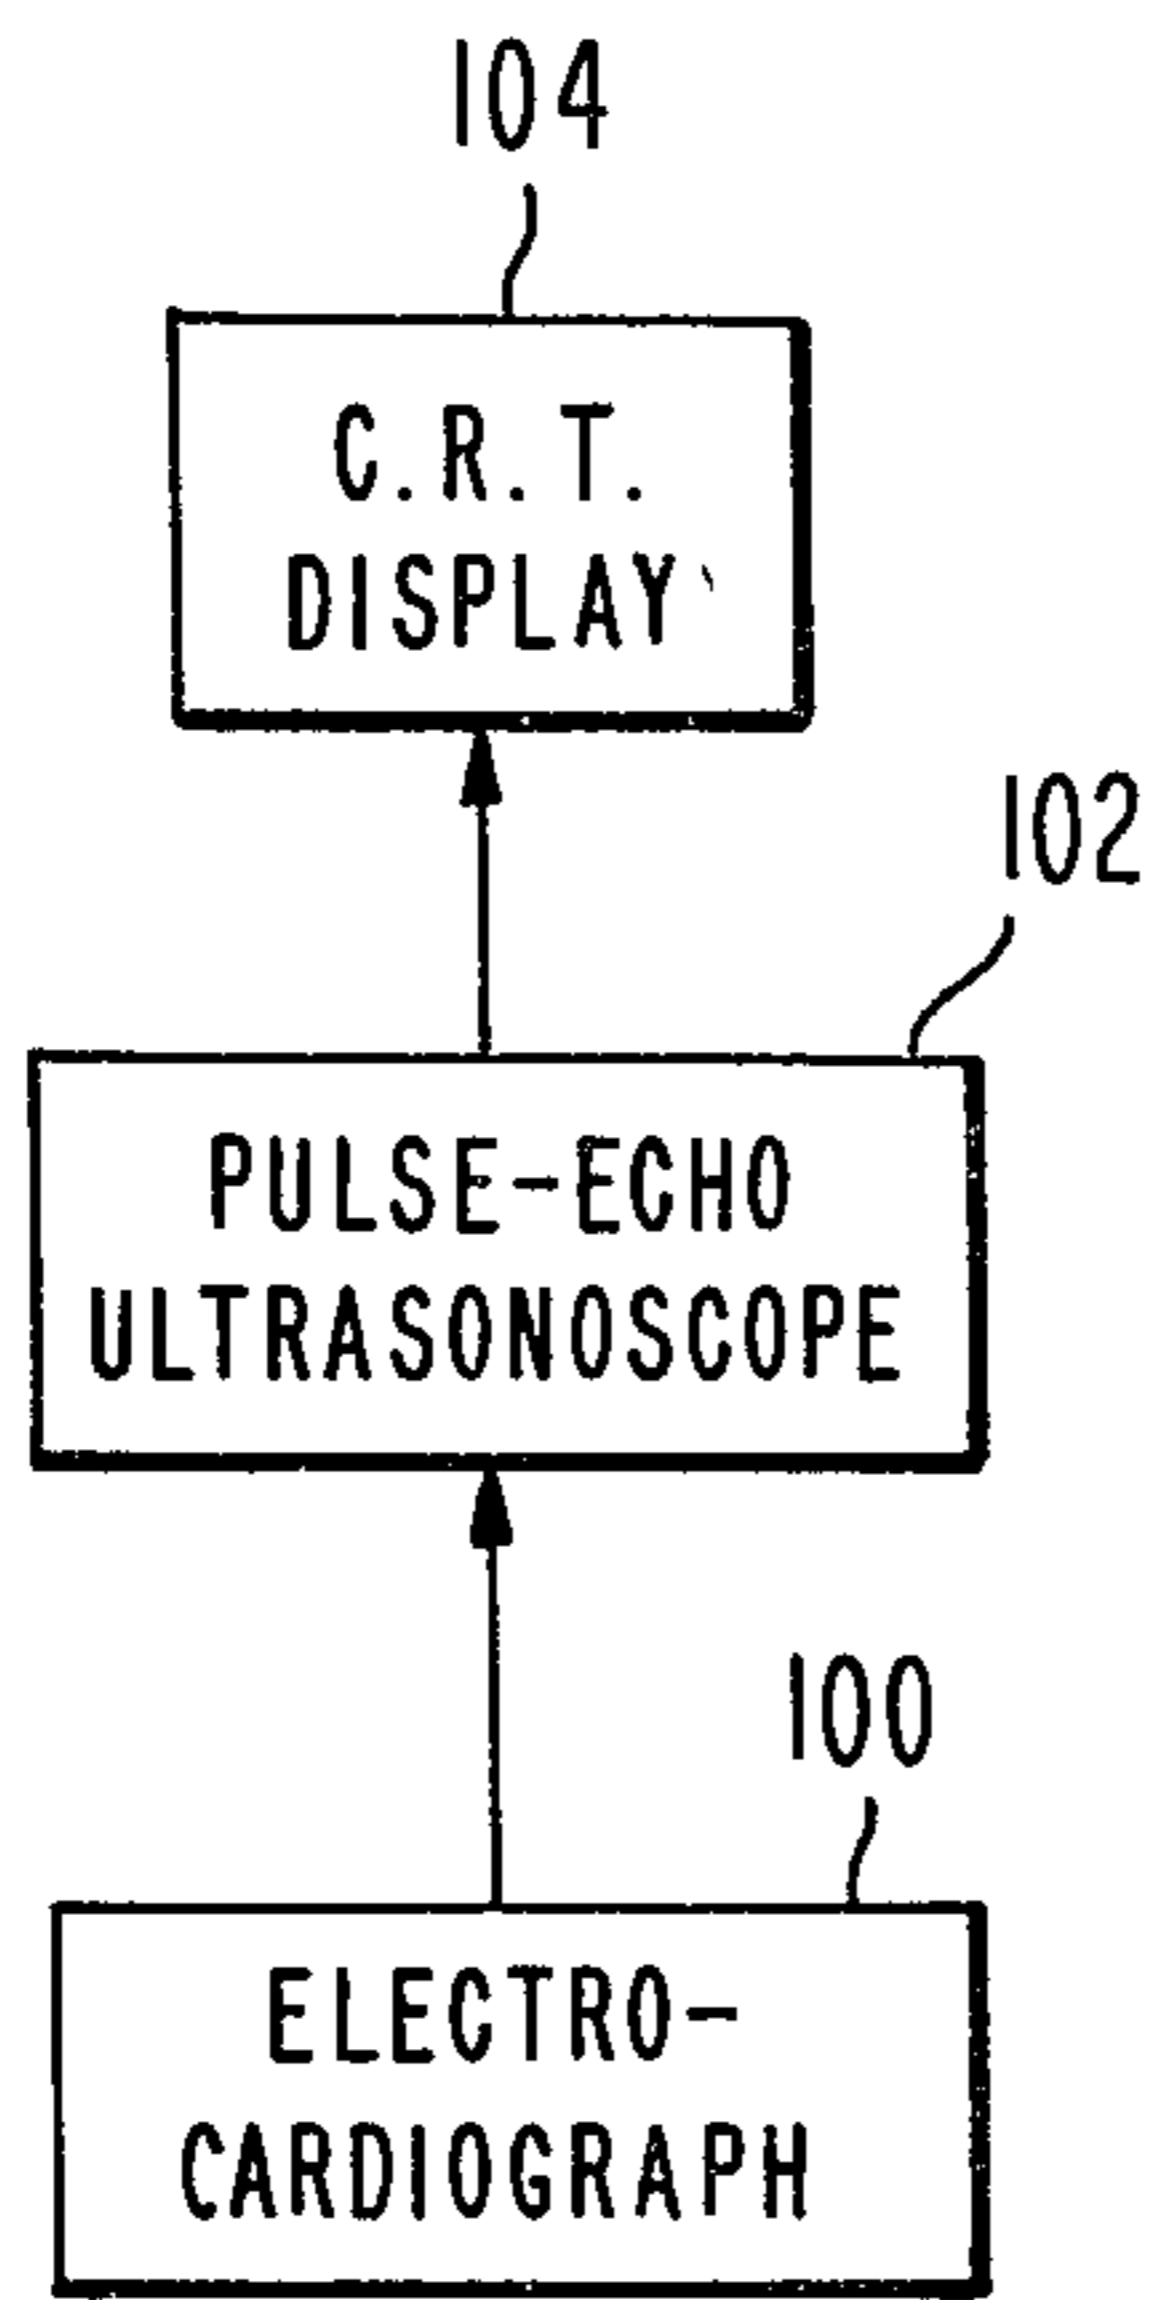 104
C.R.T.
DISPLAY
102
PULSE-ECHO
ULTRASONOSCOPE
100
ELECTRO-
CARDIOGRAPH